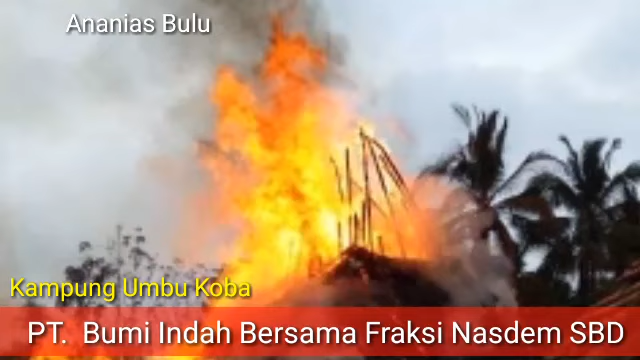 Ananias Bulu
Kampung Umbu Koba
PT. Bumi Indah Bersama Fraksi Nasdem SBD